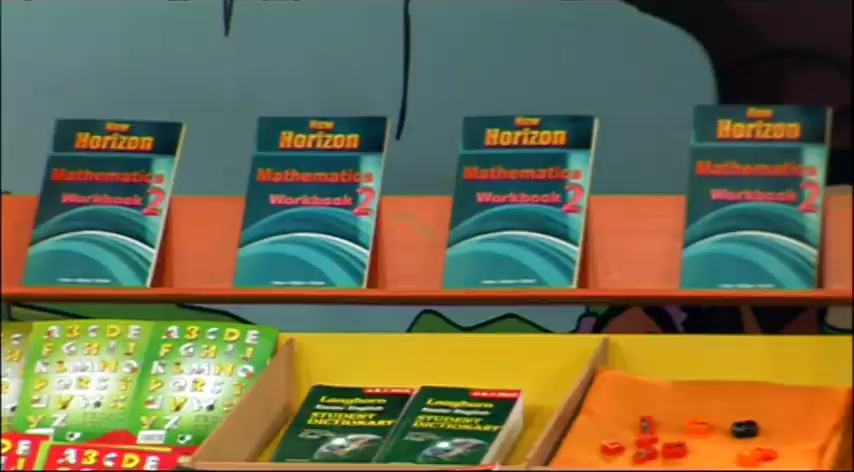 New
Horizon
Mathematics
Workbook 2
New
Horizon
Mathematics
Workbook 2
New
Horizon
Mathematics
Workbook 2
New
Horizon
Mathematics
Workbook 2
A B C D E
F G H I J
K L M N O
P Q R S T
Y Z
A B C D E
F G H I J
K L M N O
P Q R S T
Y Z
A B C D E
Longhorn
STUDENT
DICTIONARY
Longhorn
STUDENT
DICTIONARY